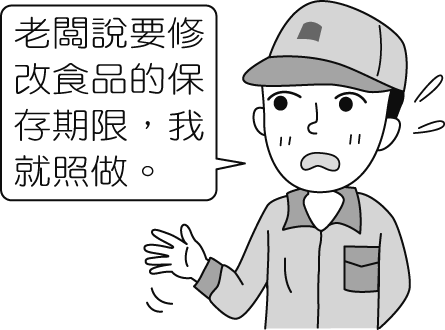 老闆說要修
改食品的保
存期限，我
就照做。